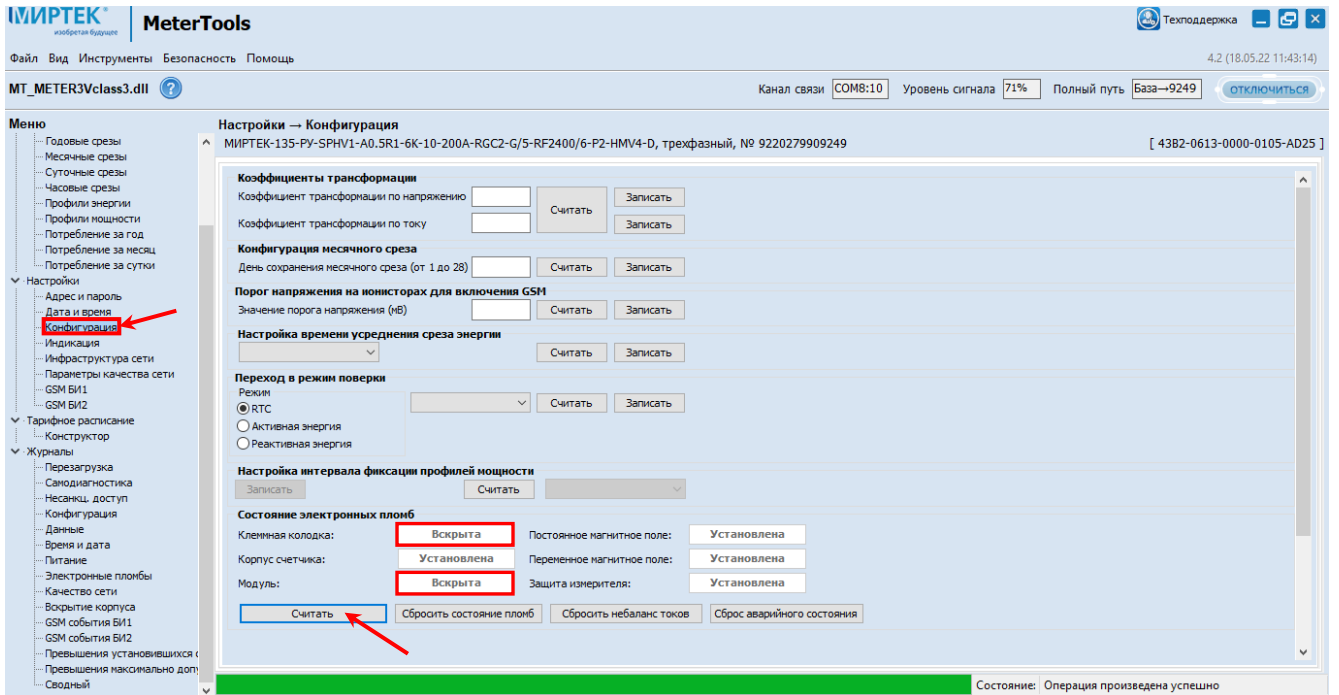 МИРТЕК®
изобретая будущее
MeterTools
Техподдержка
Файл Вид Инструменты Безопасность Помощь
4.2 (18.05.22 11:43:14)
MT_METER3Vclass3.dll ?
Канал связи COM8:10 Уровень сигнала 71% Полный путь База→9249 ОТКЛЮЧИТЬСЯ
Меню
Годовые срезы
Месячные срезы
Суточные срезы
Часовые срезы
Профили энергии
Профили мощности
Потребление за год
Потребление за месяц
Потребление за сутки
Настройки
Адрес и пароль
Дата и время
Конфигурация
Индикация
Инфраструктура сети
Параметры качества сети
GSM БИ1
GSM БИ2
Тарифное расписание
Конструктор
Журналы
Перезагрузка
Самодиагностика
Несанкц. доступ
Конфигурация
Данные
Время и дата
Питание
Электронные пломбы
Качество сети
Вскрытие корпуса
GSM события БИ1
GSM события БИ2
Превышения установившихся
Превышения максимально
Сводный
Настройки → Конфигурация
МИРТЕК-135-РУ-SPHV1-A0.5R1-6K-10-200A-RGC2-G/5-RF2400/6-P2-HMV4-D, трехфазный, № 9220279909249 [ 43B2-0613-0000-0105-AD25 ]
Коэффициенты трансформации
Коэффициент трансформации по напряжению Считать Записать
Коэффициент трансформации по току Записать
Конфигурация месячного среза
День сохранения месячного среза (от 1 до 28) Считать Записать
Порог напряжения на ионисторах для включения GSM
Значение порога напряжения (мВ) Считать Записать
Настройка времени усреднения среза энергии
Считать Записать
Переход в режим поверки
Режим
RTC Считать Записать
Активная энергия
Реактивная энергия
Настройка интервала фиксации профилей мощности
Записать Считать
Состояние электронных пломб
Клеммная колодка: Вскрыта Постоянное магнитное поле: Установлена
Корпус счетчика: Установлена Переменное магнитное поле: Установлена
Модуль: Вскрыта Защита измерителя: Установлена
Считать Сбросить состояние пломб Сбросить небаланс токов Сброс аварийного состояния
Состояние: Операция произведена успешно